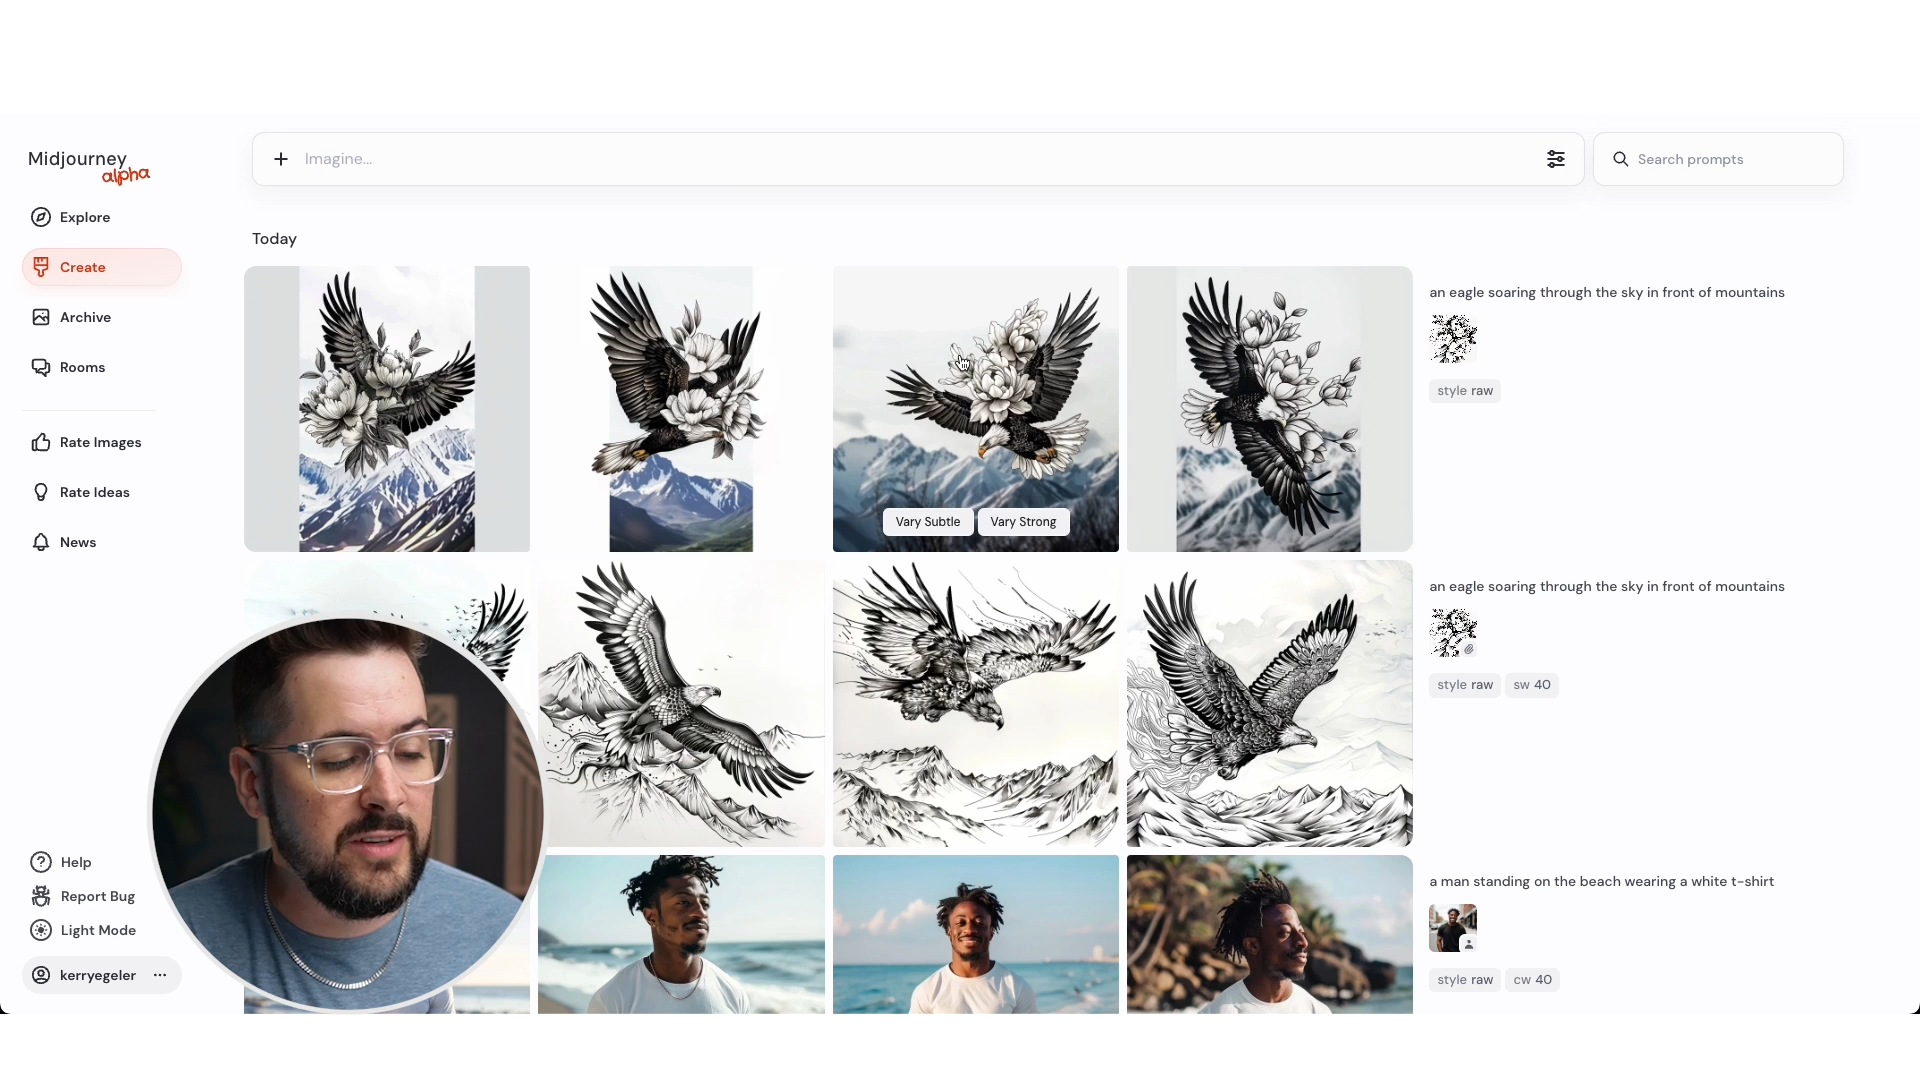 Midjourney
alpha
Imagine...
Search prompts
Explore
Create
Archive
Rooms
Rate Images
Rate Ideas
News
Help
Report Bug
Light Mode
kerryegeler
Today
Vary Subtle
Vary Strong
an eagle soaring through the sky in front of mountains
style raw
an eagle soaring through the sky in front of mountains
style raw
sw 40
a man standing on the beach wearing a white t-shirt
style raw
cw 40